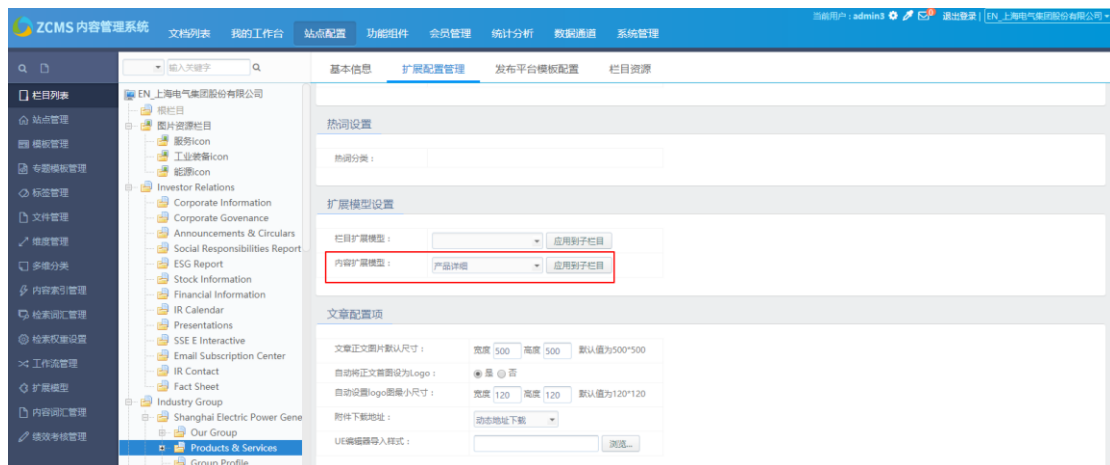 当前用户：admin3 退出登录 EN_上海电气集团股份有限公司
ZCMS 内容管理系统 文档列表 我的工作台 站点配置 功能组件 会员管理 统计分析 数据通道 系统管理
输入关键字 基本信息 扩展配置管理 发布平台模板配置 栏目资源
栏目列表
站点管理
模板管理
专题模板管理
标签管理
文件管理
维度管理
多维分类
内容索引管理
检索词汇管理
检索权重设置
工作流管理
扩展模型
内容词汇管理
绩效考核管理
EN_上海电气集团股份有限公司
根栏目
图片资源栏目
服务icon
工业装备icon
能源icon
Investor Relations
Corporate Information
Corporate Govenance
Announcements & Circulars
Social Responsibilities Report
ESG Report
Stock Information
Financial Information
IR Calendar
Presentations
SSE E Interactive
Email Subscription Center
IR Contact
Fact Sheet
Industry Group
Shanghai Electric Power Gene
Our Group
Products & Services
Group Profile
热词设置
热词分类：
扩展模型设置
栏目扩展模型： 应用到子栏目
内容扩展模型： 产品详细 应用到子栏目
文章配置项
文章正文图片默认尺寸： 宽度 500 高度 500 默认值为500*500
自动将正文首图设为Logo： 是 否
自动设置logo图最小尺寸： 宽度 120 高度 120 默认值为120*120
附件下载地址： 动态地址下载
UE编辑器导入样式： 浏览...